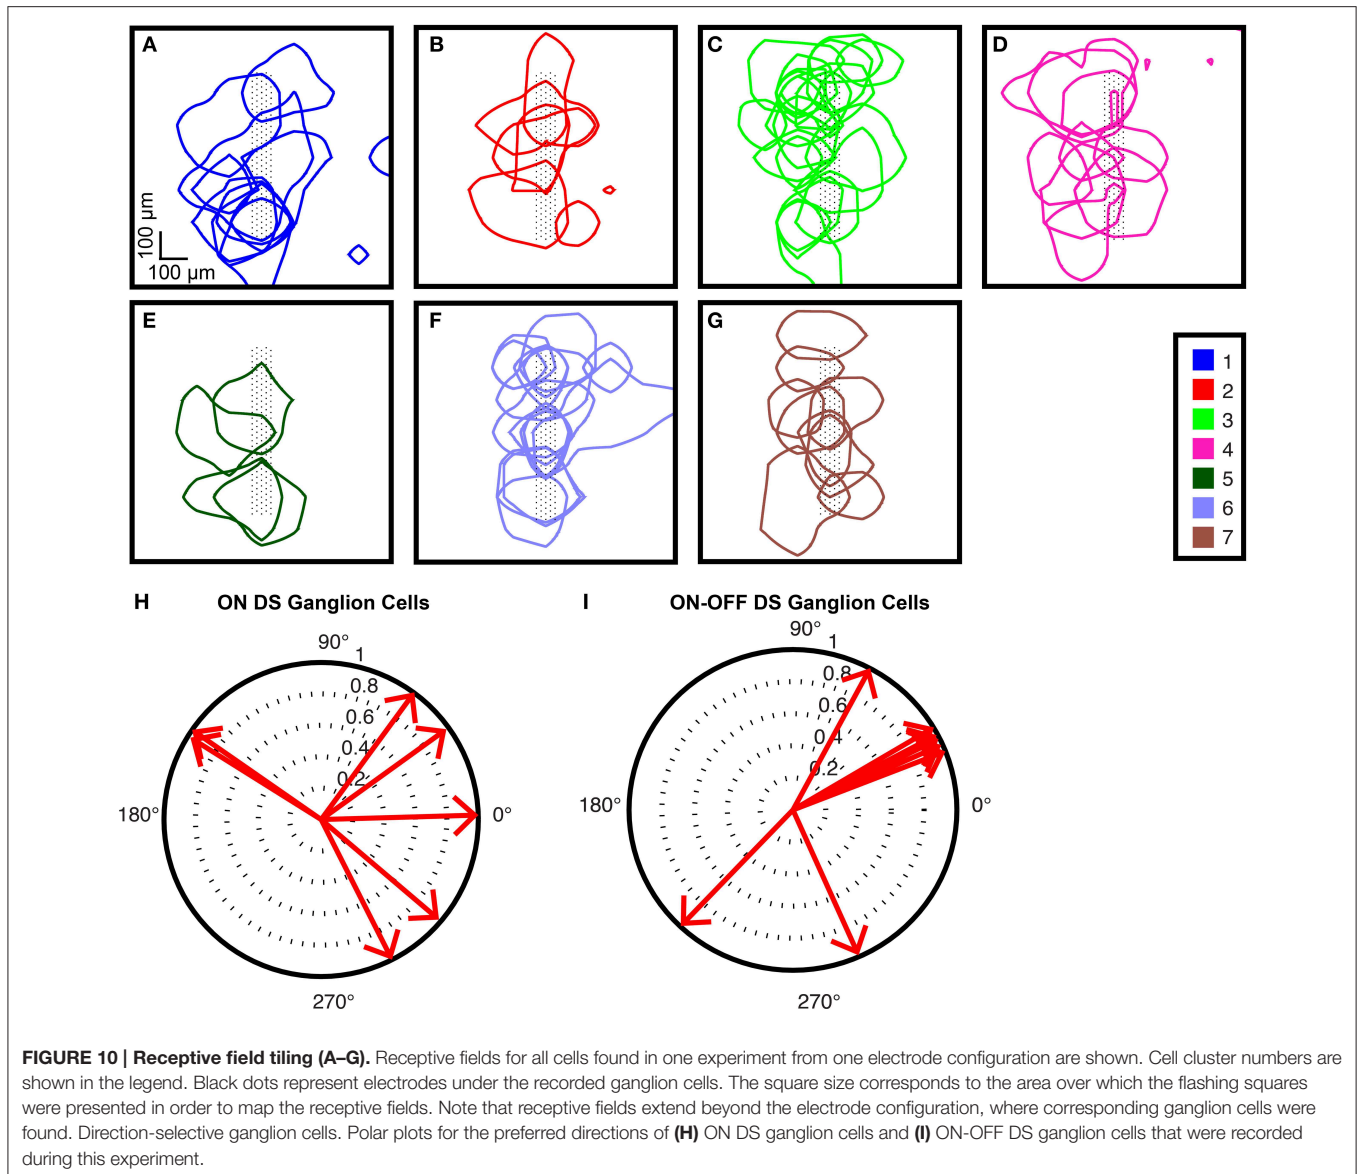 A
B
C
D
100 µm
100 µm
E
F
G
1
2
3
4
5
6
7
H
ON DS Ganglion Cells
90°
1
0.8
0.6
0.4
0.2
180°
0°
270°
I
ON-OFF DS Ganglion Cells
90°
1
0.8
0.6
0.4
0.2
180°
0°
270°
FIGURE 10 | Receptive field tiling (A–G). Receptive fields for all cells found in one experiment from one electrode configuration are shown. Cell cluster numbers are
shown in the legend. Black dots represent electrodes under the recorded ganglion cells. The square size corresponds to the area over which the flashing squares
were presented in order to map the receptive fields. Note that receptive fields extend beyond the electrode configuration, where corresponding ganglion cells were
found. Direction-selective ganglion cells. Polar plots for the preferred directions of (H) ON DS ganglion cells and (I) ON-OFF DS ganglion cells that were recorded
during this experiment.